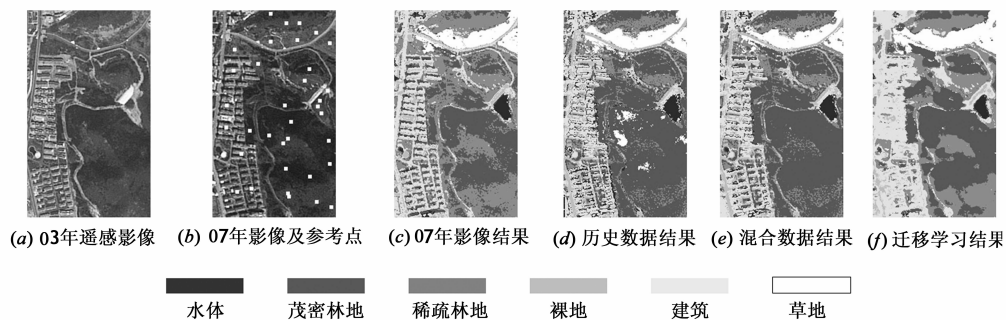 (a) 03年遥感影像 (b) 07年影像及参考点 (c) 07年影像结果 (d) 历史数据结果 (e) 混合数据结果 (f) 迁移学习结果
水体 茂密林地 稀疏林地 裸地 建筑 草地